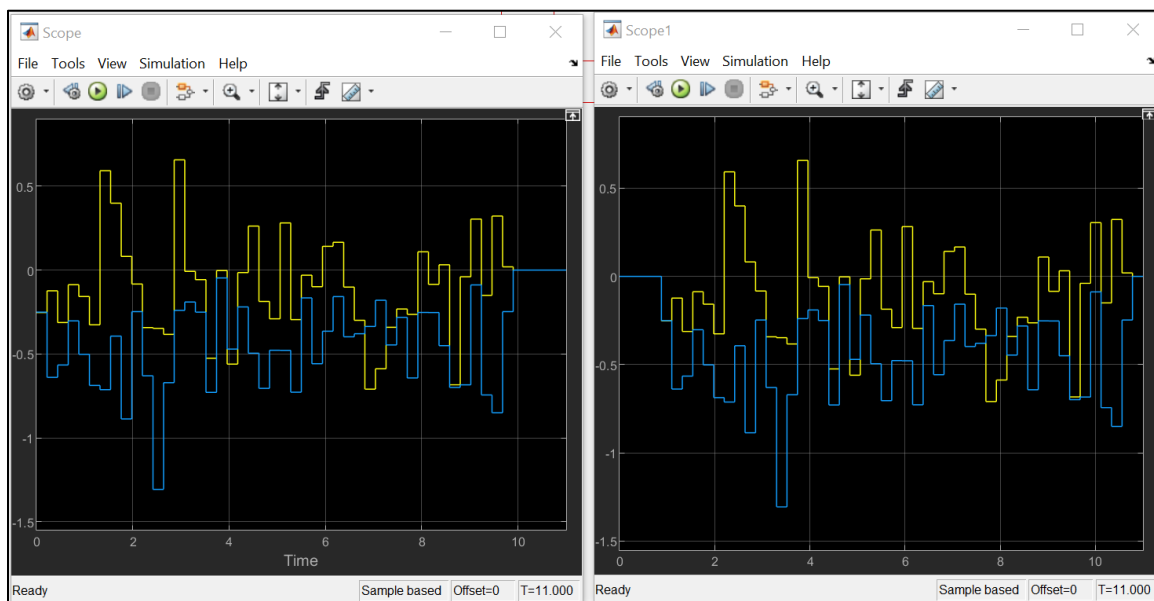 Scope
File Tools View Simulation Help
0.5
0
-0.5
-1
-1.5
0 2 4 6 8 10
Time
Ready Sample based Offset=0 T=11.000
Scope1
File Tools View Simulation Help
0.5
0
-0.5
-1
-1.5
0 2 4 6 8 10
Ready Sample based Offset=0 T=11.000